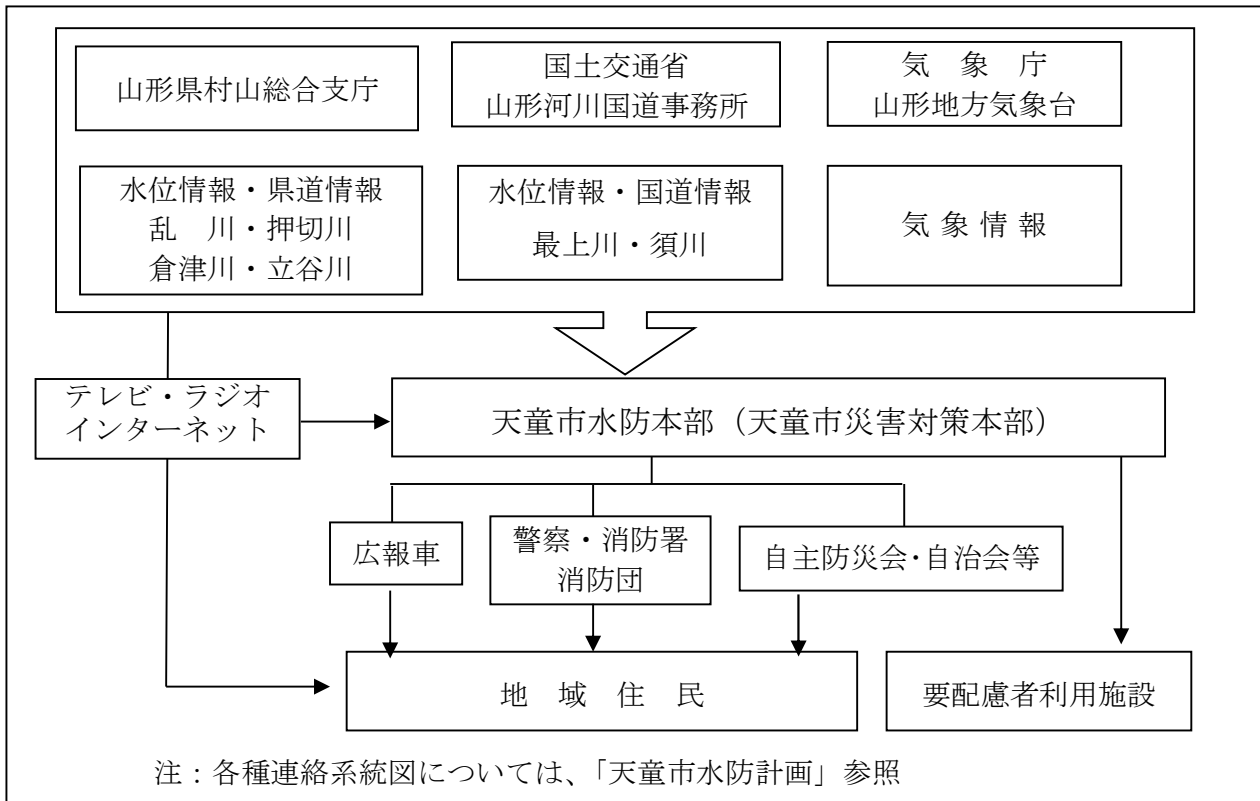 山形県村山総合支庁
国土交通省
山形河川国道事務所
気　象　庁
山形地方気象台
水位情報・県道情報
乱　川・押切川
倉津川・立谷川
水位情報・国道情報
最上川・須川
気 象 情 報
テレビ・ラジオ
インターネット
天童市水防本部（天童市災害対策本部）
広報車
警察・消防署
消防団
自主防災会・自治会等
地　域　住　民
要配慮者利用施設
注：各種連絡系統図については、「天童市水防計画」参照